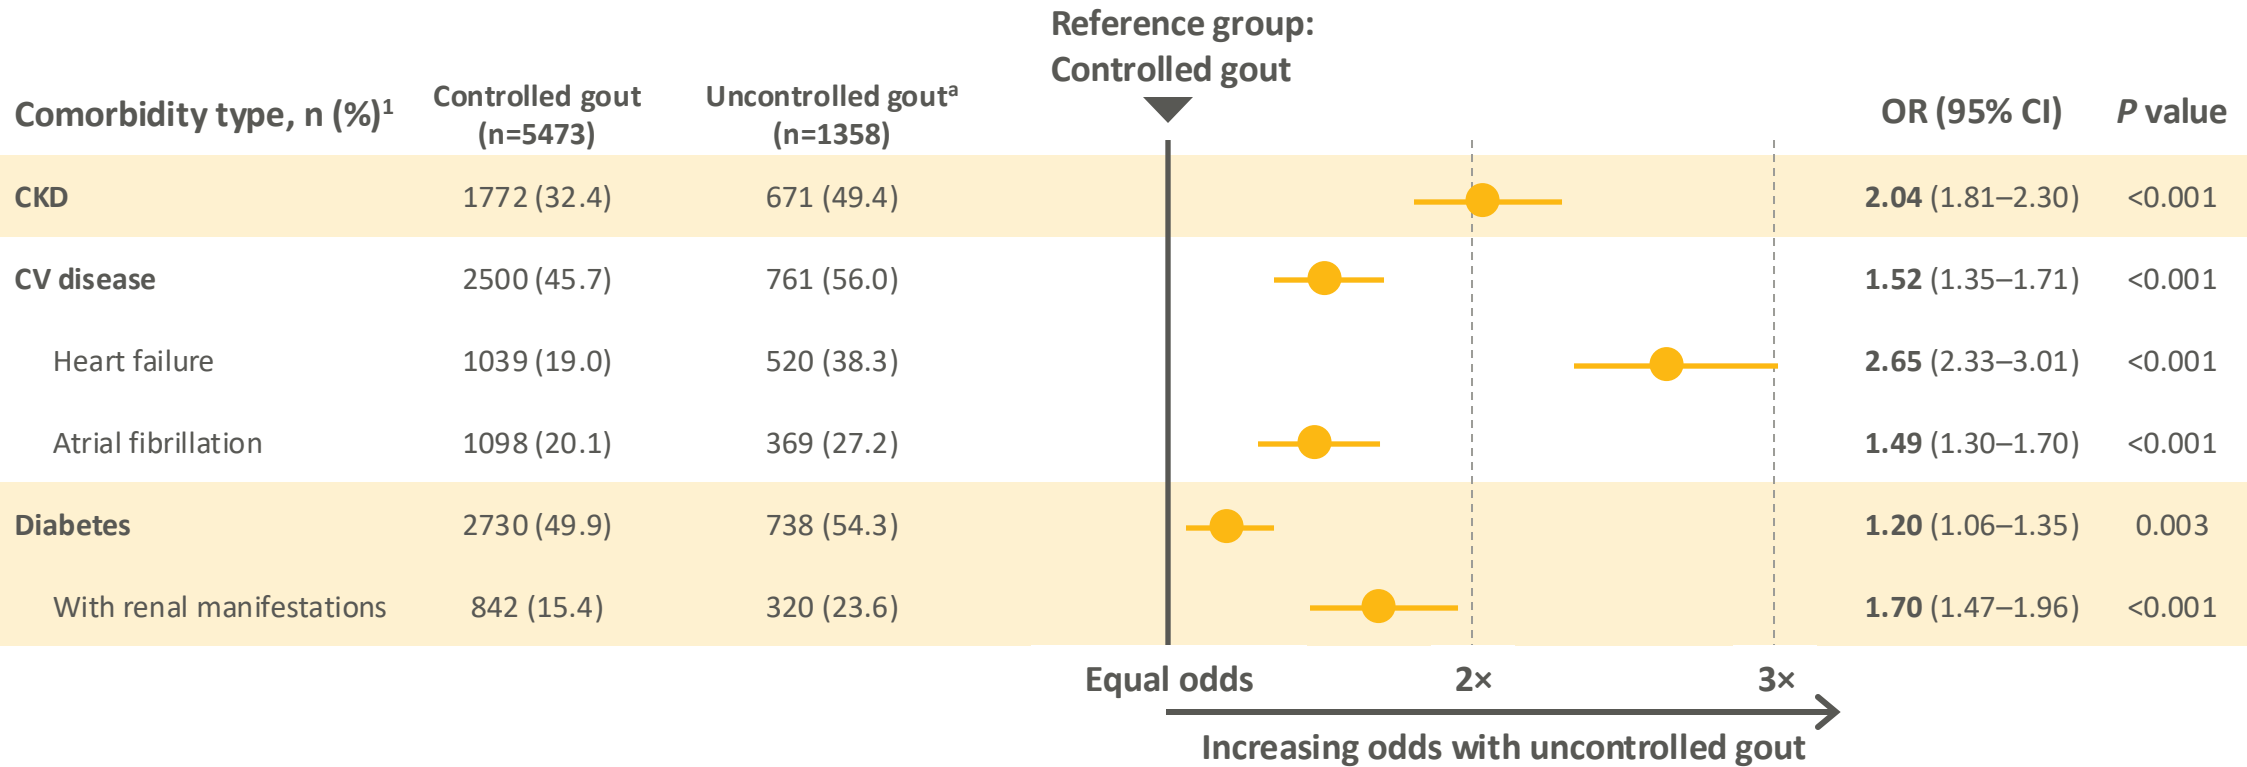 Reference group:
Controlled gout
Comorbidity type, n (%)¹ Controlled gout (n=5473) Uncontrolled goutᵃ (n=1358) OR (95% CI) P value
CKD 1772 (32.4) 671 (49.4) 2.04 (1.81–2.30) <0.001
CV disease 2500 (45.7) 761 (56.0) 1.52 (1.35–1.71) <0.001
Heart failure 1039 (19.0) 520 (38.3) 2.65 (2.33–3.01) <0.001
Atrial fibrillation 1098 (20.1) 369 (27.2) 1.49 (1.30–1.70) <0.001
Diabetes 2730 (49.9) 738 (54.3) 1.20 (1.06–1.35) 0.003
With renal manifestations 842 (15.4) 320 (23.6) 1.70 (1.47–1.96) <0.001
Equal odds 2× 3×
Increasing odds with uncontrolled gout